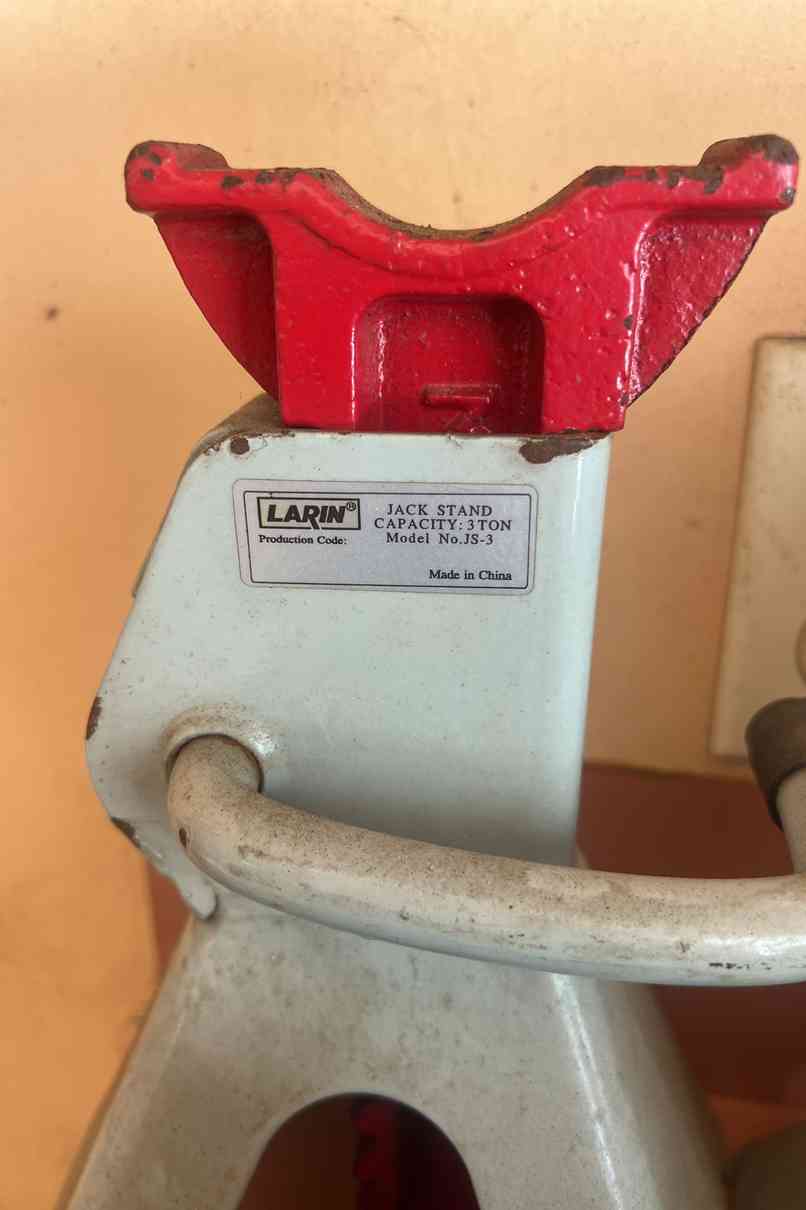 LARIN®
JACK STAND
CAPACITY: 3 TON
Production Code:
Model No.JS-3
Made in China